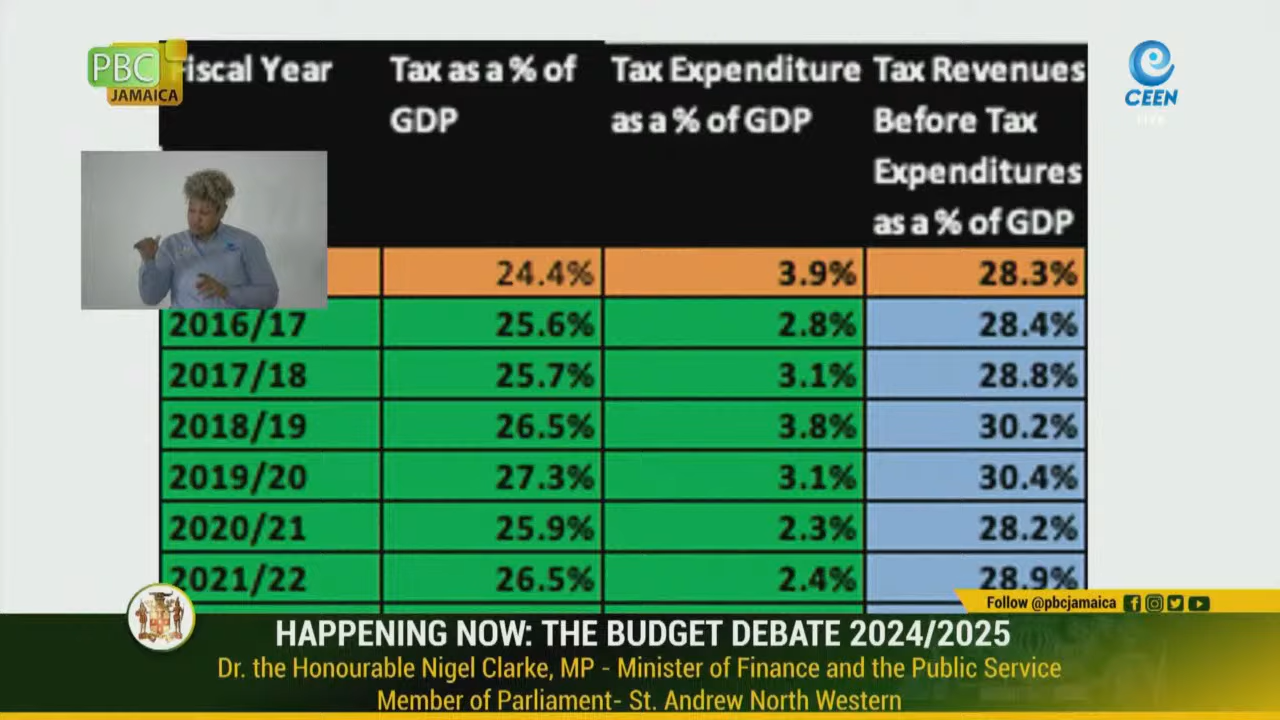 PBC
JAMAICA
Fiscal Year
Tax as a % of
GDP
Tax Expenditure
as a % of GDP
Tax Revenues
Before Tax
Expenditures
as a % of GDP
CEEN
LIVE
24.4% 3.9% 28.3%
2016/17 25.6% 2.8% 28.4%
2017/18 25.7% 3.1% 28.8%
2018/19 26.5% 3.8% 30.2%
2019/20 27.3% 3.1% 30.4%
2020/21 25.9% 2.3% 28.2%
2021/22 26.5% 2.4% 28.9%
Follow @pbcjamaica
HAPPENING NOW: THE BUDGET DEBATE 2024/2025
Dr. the Honourable Nigel Clarke, MP - Minister of Finance and the Public Service
Member of Parliament- St. Andrew North Western